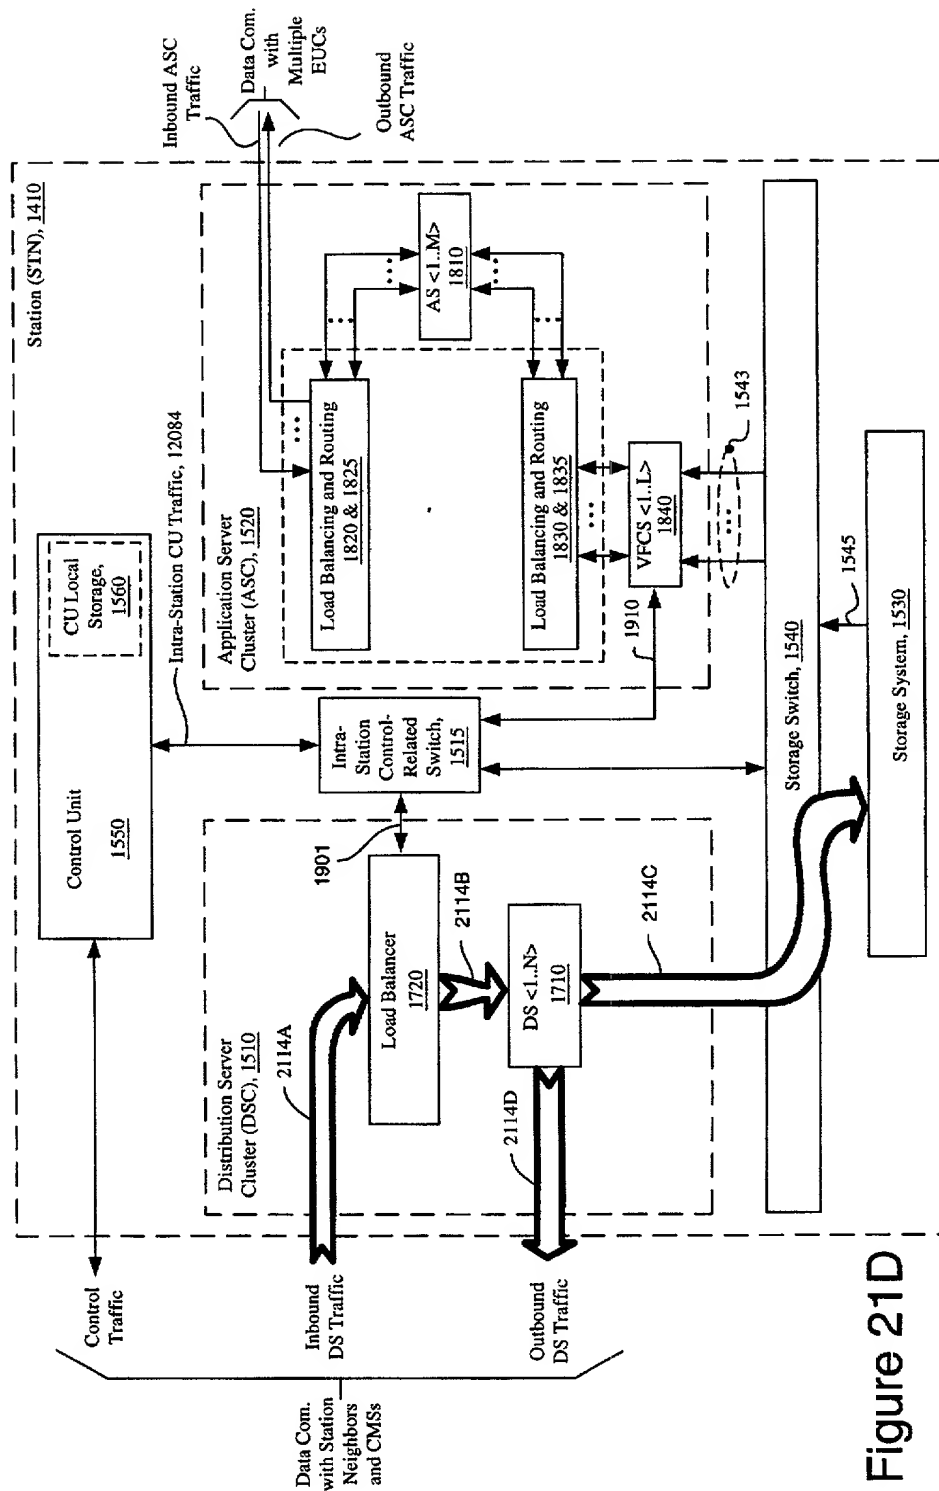 Station (STN), 1410
Control Unit
1550
CU Local
Storage,
1560
Intra-Station CU Traffic, 12084
Control
Traffic
Data Com.
with Station
Neighbors
and CMSs
Inbound
DS Traffic
Outbound
DS Traffic
Distribution Server
Cluster (DSC), 1510
2114A
Load Balancer
1720
1901
2114B
DS <1..N>
1710
2114C
2114D
Intra-
Station
Control-
Related
Switch,
1515
Application Server
Cluster (ASC), 1520
Load Balancing and Routing
1820 & 1825
AS <1..M>
1810
Load Balancing and Routing
1830 & 1835
VFCS <1..L>
1840
1910
1543
Inbound ASC
Traffic
Data Com.
with
Multiple
EUCs
Outbound
ASC Traffic
Storage Switch, 1540
1545
Storage System, 1530
Figure 21D